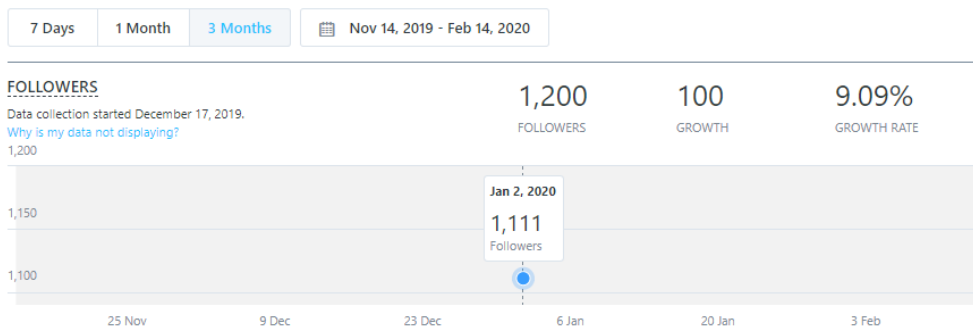 7 Days 1 Month 3 Months Nov 14, 2019 - Feb 14, 2020
FOLLOWERS
Data collection started December 17, 2019.
Why is my data not displaying?
1,200 FOLLOWERS
100 GROWTH
9.09% GROWTH RATE
1,200
1,150
1,100
Jan 2, 2020
1,111
Followers
25 Nov 9 Dec 23 Dec 6 Jan 20 Jan 3 Feb